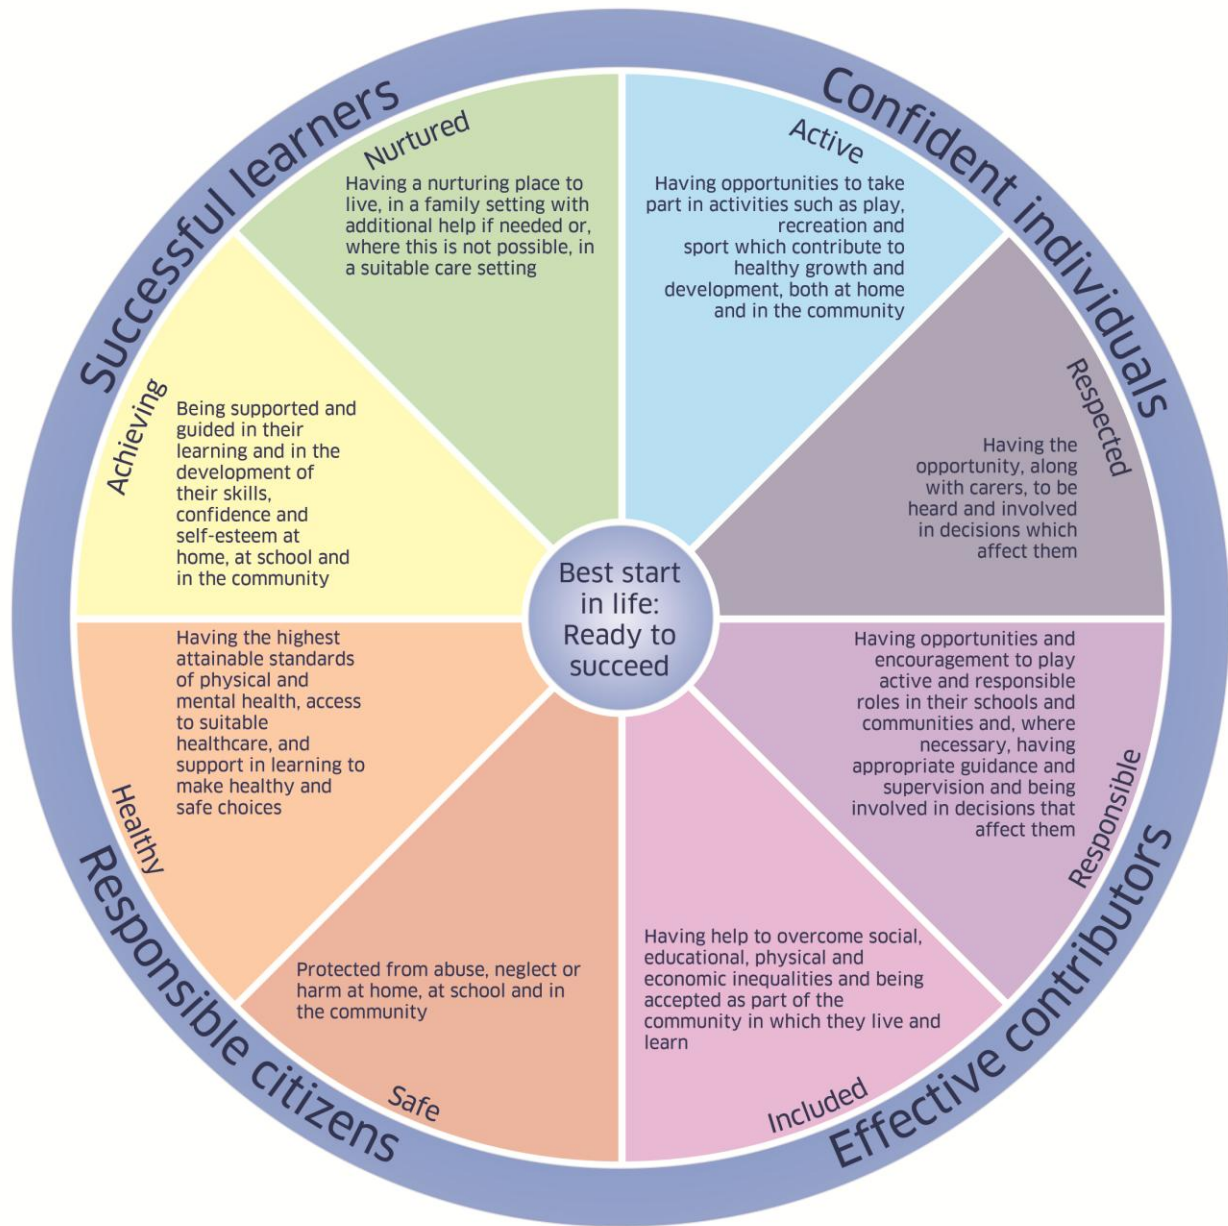 Successful learners
Confident individuals
Nurtured
Having a nurturing place to
live, in a family setting with
additional help if needed or,
where this is not possible, in
a suitable care setting
Active
Having opportunities to take
part in activities such as play,
recreation and
sport which contribute to
healthy growth and
development, both at home
and in the community
Achieving
Being supported and
guided in their
learning and in the
development of
their skills,
confidence and
self-esteem at
home, at school and
in the community
Respected
Having the
opportunity, along
with carers, to be
heard and involved
in decisions which
affect them
Best start
in life:
Ready to
succeed
Healthy
Having the highest
attainable standards
of physical and
mental health, access
to suitable
healthcare, and
support in learning to
make healthy and
safe choices
Responsible
Having opportunities and
encouragement to play
active and responsible
roles in their schools and
communities and, where
necessary, having
appropriate guidance and
supervision and being
involved in decisions that
affect them
Safe
Protected from abuse, neglect or
harm at home, at school and in
the community
Included
Having help to overcome social,
educational, physical and
economic inequalities and being
accepted as part of the
community in which they live and
learn
Responsible citizens
Effective contributors